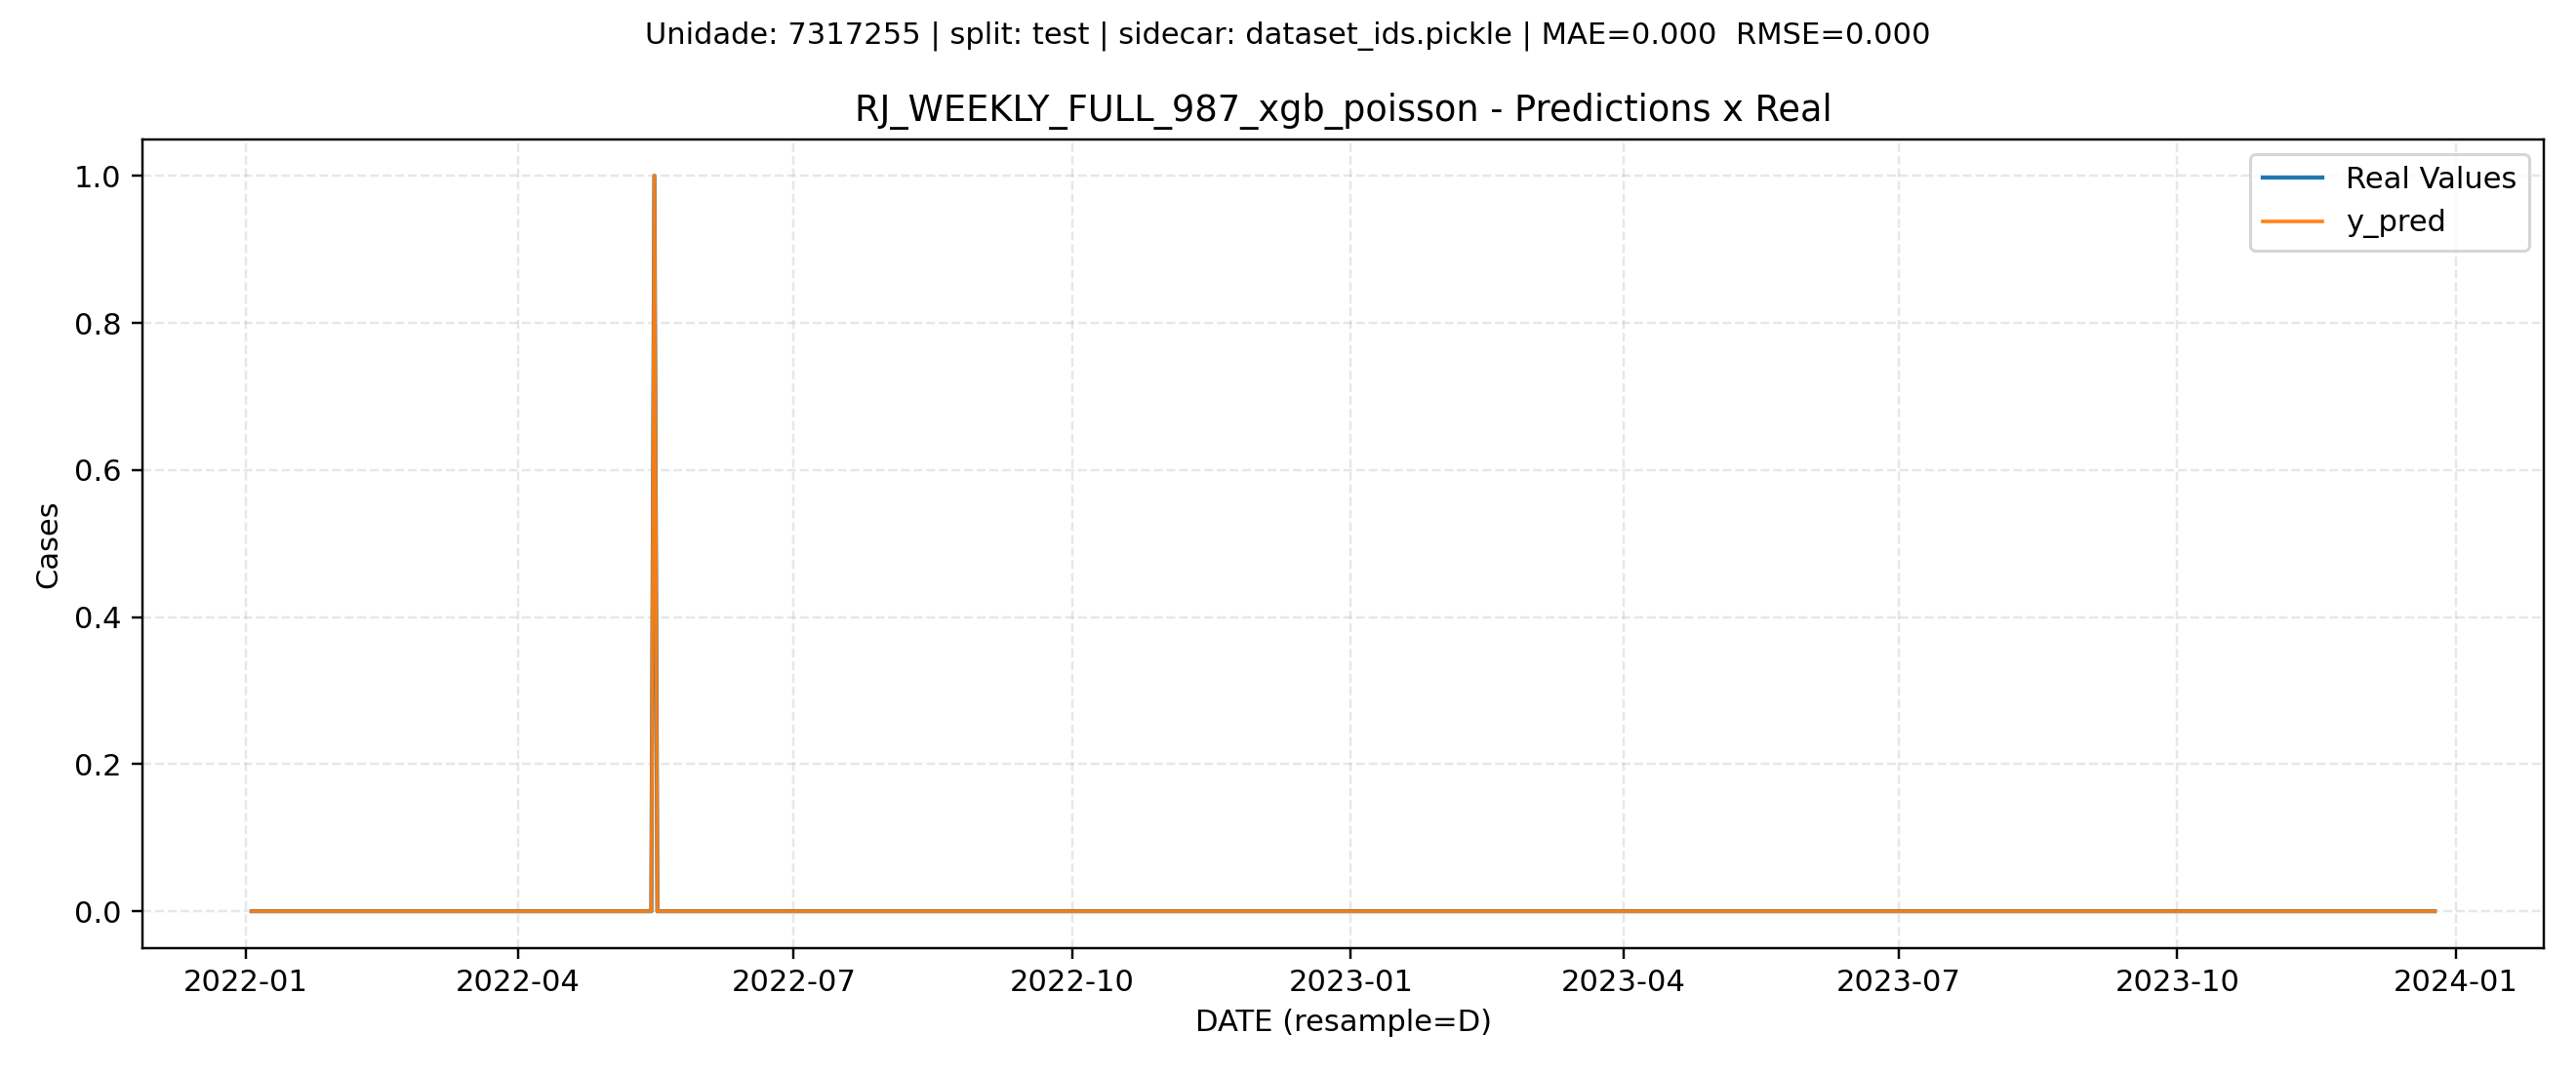 Unidade: 7317255 | split: test | sidecar: dataset_ids.pickle | MAE=0.000  RMSE=0.000
RJ_WEEKLY_FULL_987_xgb_poisson - Predictions x Real
Real Values
y_pred
1.0
0.8
0.6
0.4
0.2
0.0
Cases
2022-01
2022-04
2022-07
2022-10
2023-01
2023-04
2023-07
2023-10
2024-01
DATE (resample=D)